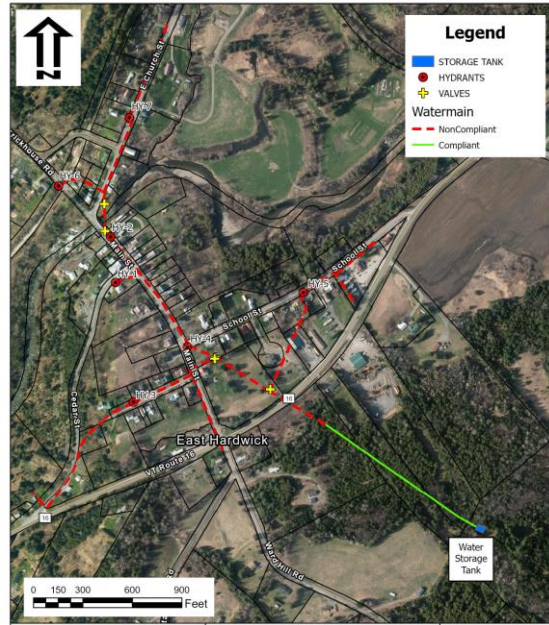 N
Legend
STORAGE TANK
HYDRANTS
VALVES
Watermain
NonCompliant
Compliant
E Church St
HY-7
HY-6
HY-2
Main St
HY-1
School St
HY-5
School St
HY-4
Main St
16
HY-3
Cedar St
East Hardwick
VT Route 16
16
Ward Hill Rd
Water
Storage
Tank
0 150 300 600 900
Feet